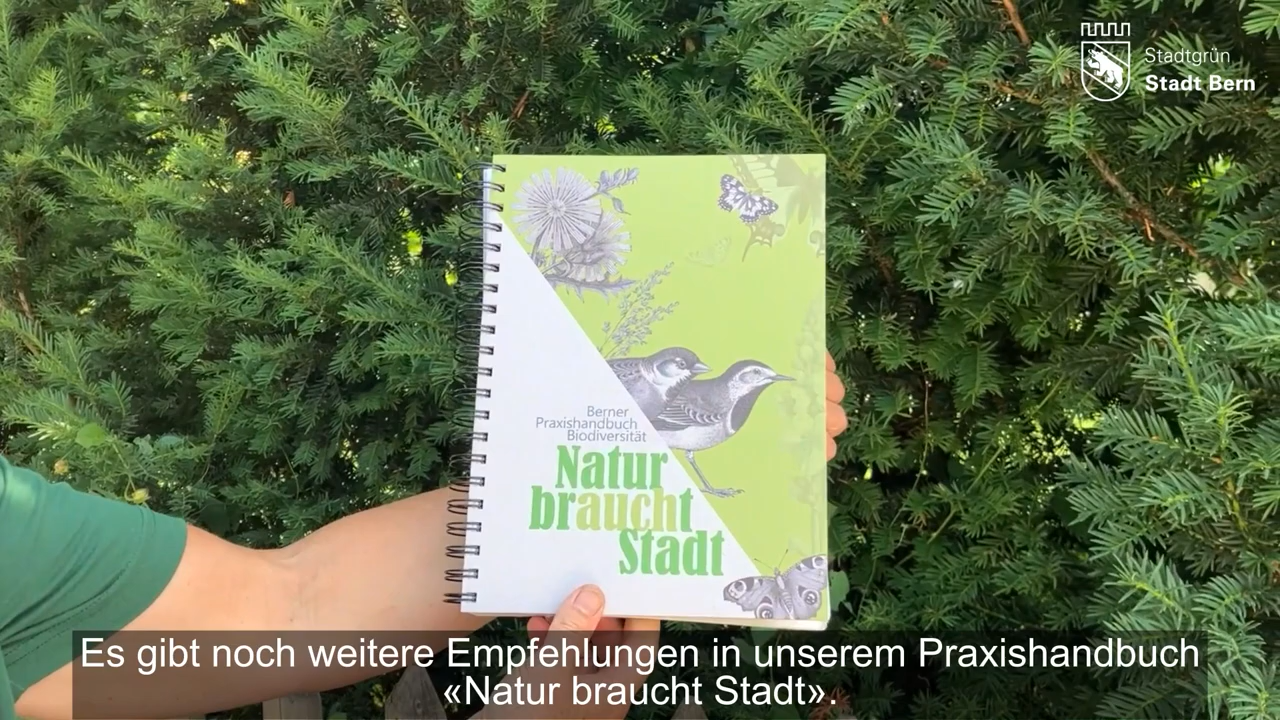 Stadtgrün
Stadt Bern
Berner
Praxishandbuch
Biodiversität
Natur
braucht
Stadt
Es gibt noch weitere Empfehlungen in unserem Praxishandbuch
«Natur braucht Stadt».